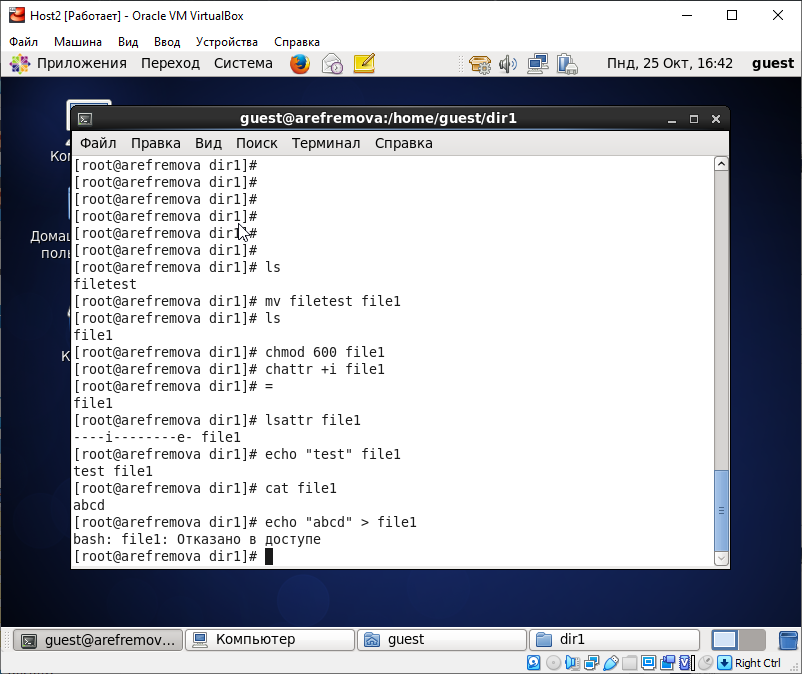 Host2 [Работает] - Oracle VM VirtualBox
Файл Машина Вид Ввод Устройства Справка
Приложения Переход Система Пнд, 25 Окт, 16:42 guest
guest@arefremova:/home/guest/dir1
Файл Правка Вид Поиск Терминал Справка
[root@arefremova dir1]#
[root@arefremova dir1]#
[root@arefremova dir1]#
[root@arefremova dir1]#
[root@arefremova dir1]#
[root@arefremova dir1]#
[root@arefremova dir1]# ls
filetest
[root@arefremova dir1]# mv filetest file1
[root@arefremova dir1]# ls
file1
[root@arefremova dir1]# chmod 600 file1
[root@arefremova dir1]# chattr +i file1
[root@arefremova dir1]# =
file1
[root@arefremova dir1]# lsattr file1
----i--------e- file1
[root@arefremova dir1]# echo "test" file1
test file1
[root@arefremova dir1]# cat file1
abcd
[root@arefremova dir1]# echo "abcd" > file1
bash: file1: Отказано в доступе
[root@arefremova dir1]#
guest@arefremov... Компьютер guest dir1
Right Ctrl